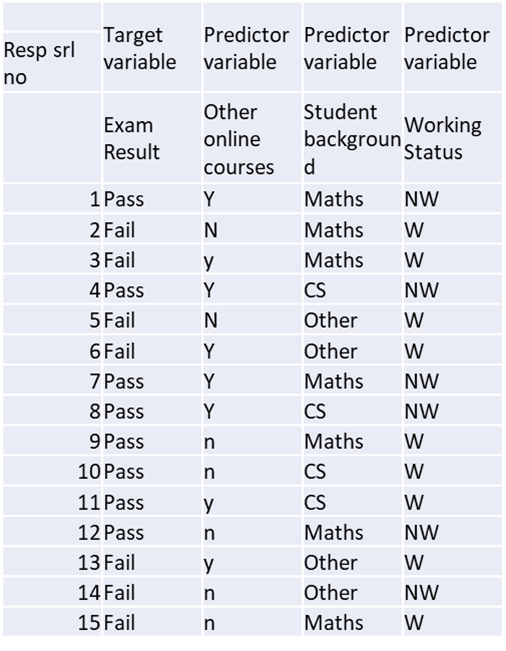 Resp srl no Target variable Predictor variable Predictor variable Predictor variable
Exam Result Other online courses Student background Working Status
1 Pass Y Maths NW
2 Fail N Maths W
3 Fail y Maths W
4 Pass Y CS NW
5 Fail N Other W
6 Fail Y Other W
7 Pass Y Maths NW
8 Pass Y CS NW
9 Pass n Maths W
10 Pass n CS W
11 Pass y CS W
12 Pass n Maths NW
13 Fail y Other W
14 Fail n Other NW
15 Fail n Maths W